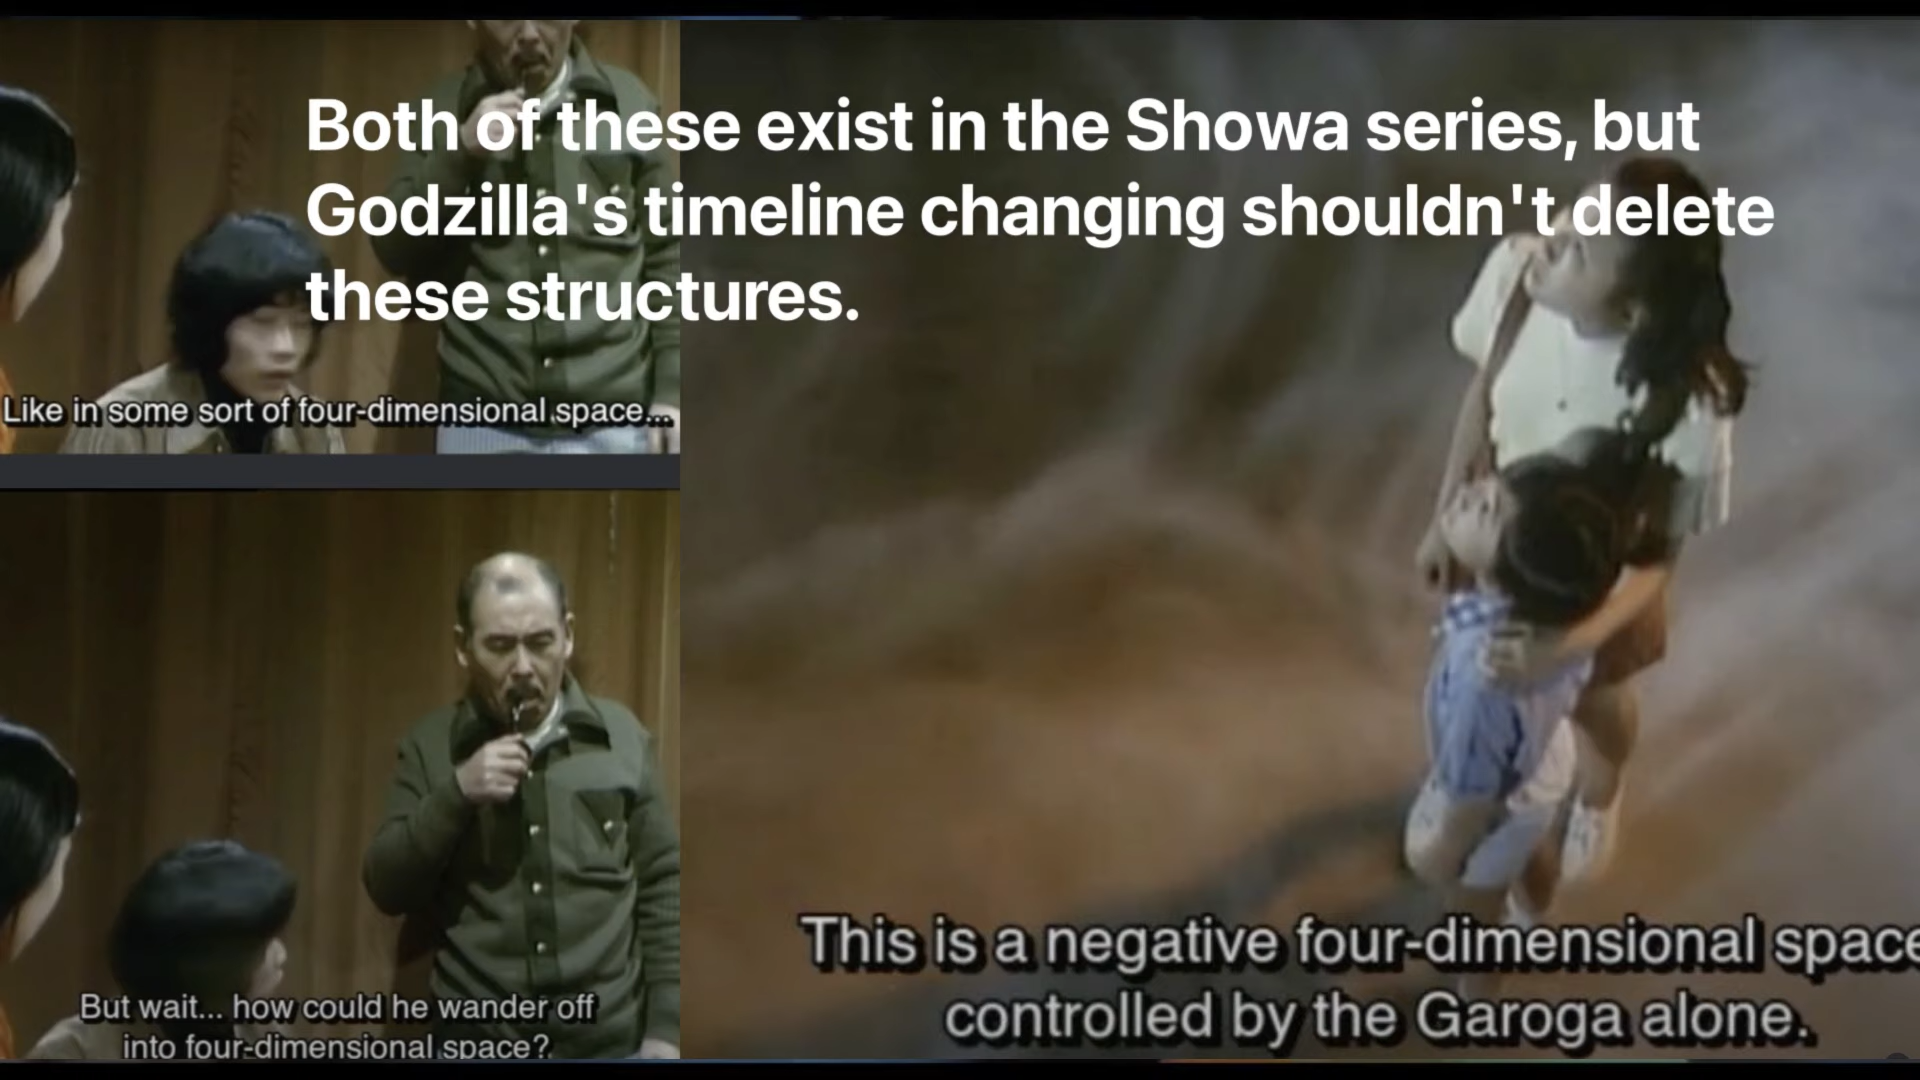 Both of these exist in the Showa series, but
Godzilla's timeline changing shouldn't delete
these structures.
Like in some sort of four-dimensional space...
But wait... how could he wander off
into four-dimensional space?
This is a negative four-dimensional space
controlled by the Garoga alone.